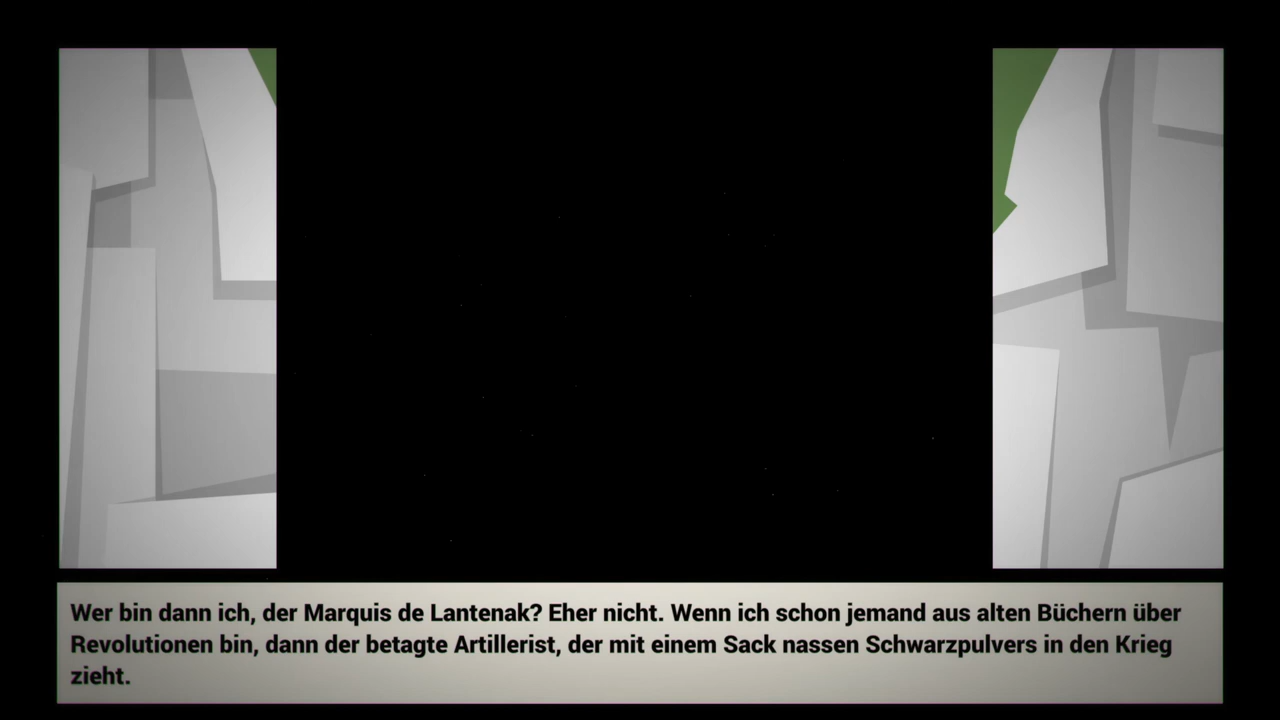 Wer bin dann ich, der Marquis de Lantenak? Eher nicht. Wenn ich schon jemand aus alten Büchern über
Revolutionen bin, dann der betagte Artillerist, der mit einem Sack nassen Schwarzpulvers in den Krieg
zieht.